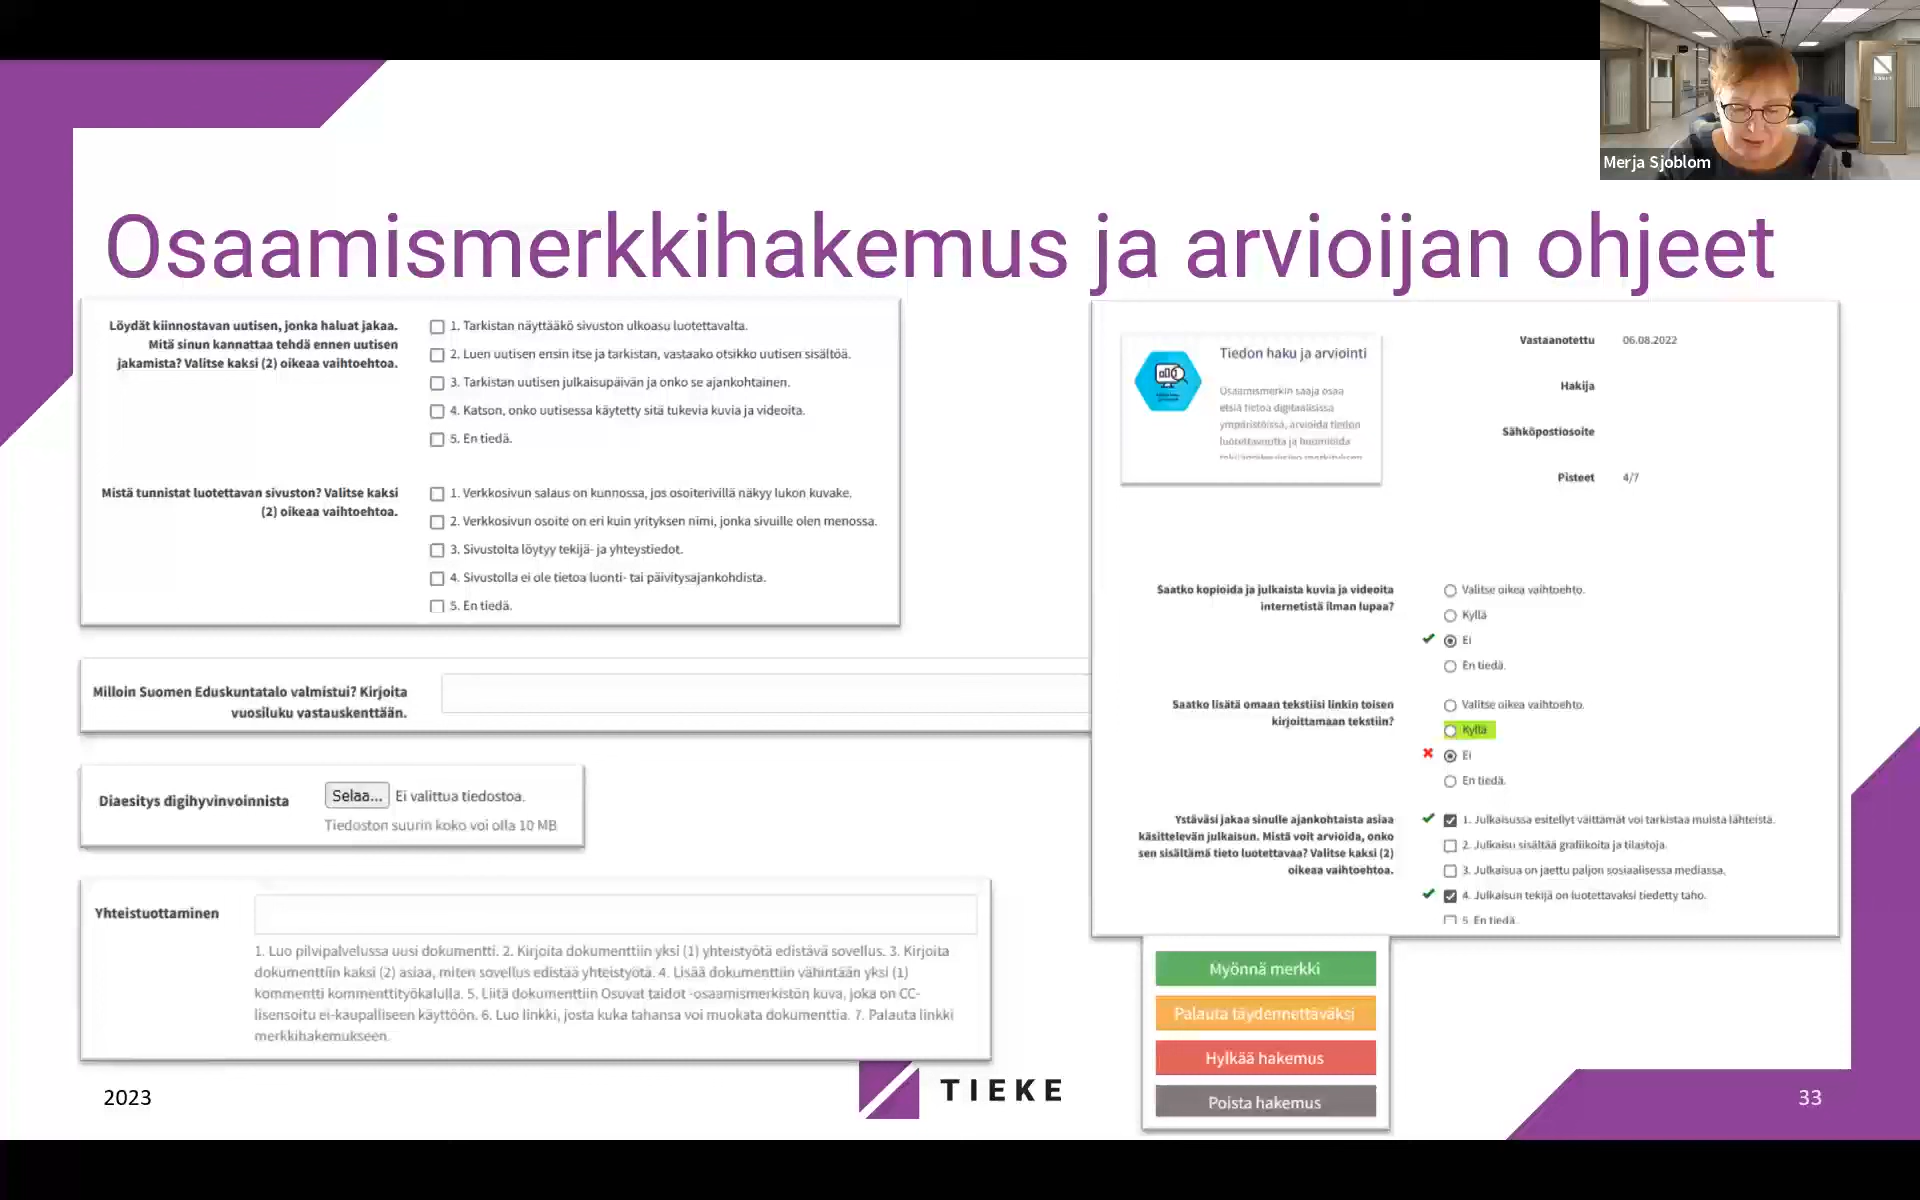 Merja Sjoblom
Osaamismerkkihakemus ja arvioijan ohjeet
Löydät kiinnostavan uutisen, jonka haluat jakaa.
Mitä sinun kannattaa tehdä ennen uutisen
jakamista? Valitse kaksi (2) oikeaa vaihtoehtoa.
1. Tarkistan näyttääkö sivuston ulkoasu luotettavalta.
2. Luen uutisen ensin itse ja tarkistan, vastaako otsikko uutisen sisältöä.
3. Tarkistan uutisen julkaisupäivän ja onko se ajankohtainen.
4. Katson, onko uutisessa käytetty sitä tukevia kuvia ja videoita.
5. En tiedä.
Mistä tunnistat luotettavan sivuston? Valitse kaksi
(2) oikeaa vaihtoehtoa.
1. Verkkosivun salaus on kunnossa, jos osoiterivillä näkyy lukon kuvake.
2. Verkkosivun osoite on eri kuin yrityksen nimi, jonka sivuille olen menossa.
3. Sivustolta löytyy tekijä- ja yhteystiedot.
4. Sivustolla ei ole tietoa luonti- tai päivitysajankohdista.
5. En tiedä.
Milloin Suomen Eduskuntatalo valmistui? Kirjoita
vuosiluku vastauskenttään.
Diaesitys digihyvinvoinnista
Selaa... Ei valittua tiedostoa.
Tiedoston suurin koko voi olla 10 MB
Yhteistuottaminen
1. Luo pilvipalvelussa uusi dokumentti. 2. Kirjoita dokumenttiin yksi (1) yhteistyötä edistävä sovellus. 3. Kirjoita
dokumenttiin kaksi (2) asiaa, miten sovellus edistää yhteistyötä. 4. Lisää dokumenttiin vähintään yksi (1)
kommentti kommenttityökalulla. 5. Liitä dokumenttiin Osuvat taidot -osaamismerkistön kuva, joka on CC-
lisensoitu ei-kaupalliseen käyttöön. 6. Luo linkki, josta kuka tahansa voi muokata dokumenttia. 7. Palauta linkki
merkkihakemukseen.
Tiedon haku ja arviointi
Osaamismerkin saaja osaa
etsiä tietoa digitaalisissa
ympäristöissä, arvioida tiedon
luotettavuutta ja huomioida
Vastaanotettu 06.08.2022
Hakija
Sähköpostiosoite
Pisteet 4/7
Saatko kopioida ja julkaista kuvia ja videoita
internetistä ilman lupaa?
Valitse oikea vaihtoehto.
Kyllä
Ei
En tiedä.
Saatko lisätä omaan tekstiisi linkin toisen
kirjoittamaan tekstiin?
Valitse oikea vaihtoehto.
Kyllä
Ei
En tiedä.
Ystäväsi jakaa sinulle ajankohtaista asiaa
käsittelevän julkaisun. Mistä voit arvioida, onko
sen sisältämä tieto luotettavaa? Valitse kaksi (2)
oikeaa vaihtoehtoa.
1. Julkaisussa esitellyt väittämät voi tarkistaa muista lähteistä.
2. Julkaisu sisältää grafiikoita ja tilastoja.
3. Julkaisua on jaettu paljon sosiaalisessa mediassa.
4. Julkaisun tekijä on luotettavaksi tiedetty taho.
5. En tiedä.
Myönnä merkki
Palauta täydennettäväksi
Hylkää hakemus
Poista hakemus
2023
TIEKE
33